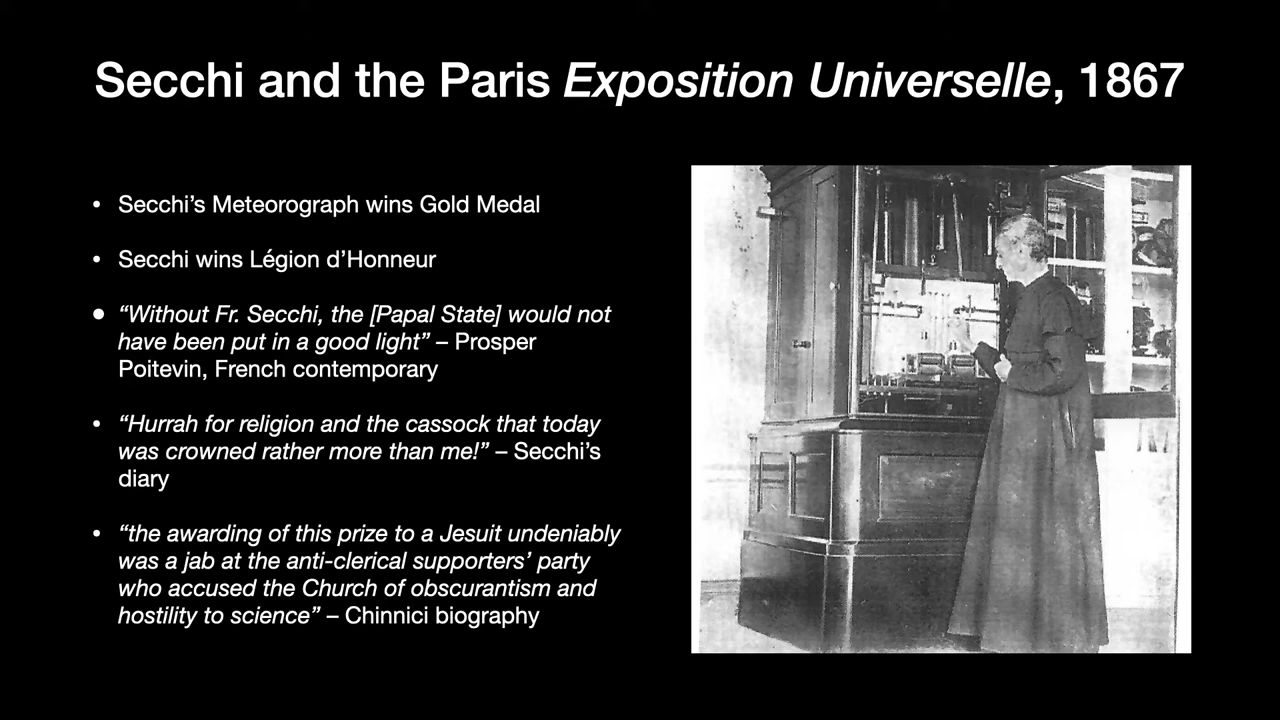 Secchi and the Paris Exposition Universelle, 1867
• Secchi’s Meteorograph wins Gold Medal
• Secchi wins Légion d’Honneur
• “Without Fr. Secchi, the [Papal State] would not
have been put in a good light” – Prosper
Poitevin, French contemporary
• “Hurrah for religion and the cassock that today
was crowned rather more than me!” – Secchi’s
diary
• “the awarding of this prize to a Jesuit undeniably
was a jab at the anti-clerical supporters’ party
who accused the Church of obscurantism and
hostility to science” – Chinnici biography